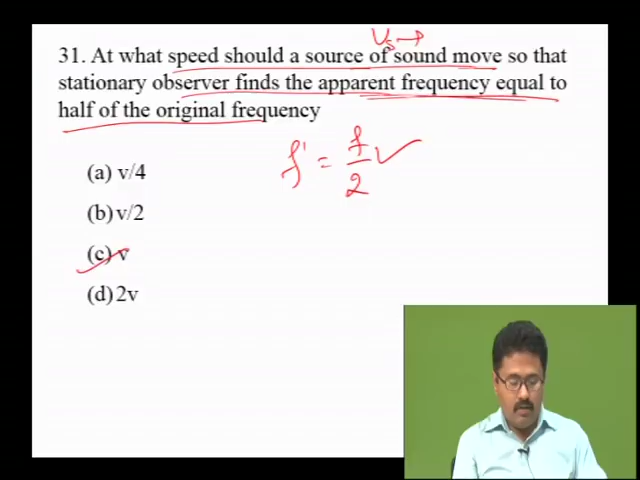 Vs →
31. At what speed should a source of sound move so that
stationary observer finds the apparent frequency equal to
half of the original frequency
f' = f/2 ✓
(a) v/4
(b) v/2
(c) v
(d) 2v